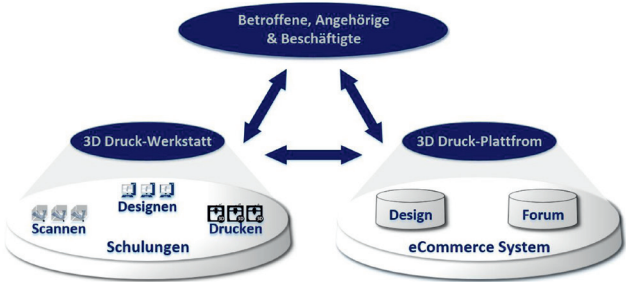 Betroffene, Angehörige
& Beschäftigte
3D Druck-Werkstatt
3D Druck-Plattfrom
Designen
Scannen
Drucken
Schulungen
Design
Forum
eCommerce System